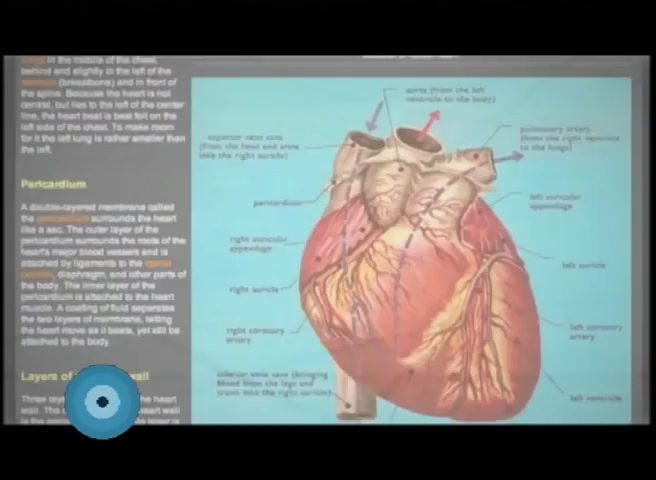 in the middle of the chest,
behind and slightly to the left of the
(breastbone) and in front of
the spine. Because the heart is not
central, but lies to the left of the center
line, the heart beat is best felt on the
left side of the chest. To make room
for it the left lung is rather smaller than
the left.
Pericardium
A double-layered membrane called
the pericardium surrounds the heart
like a sac. The outer layer of the
pericardium surrounds the roots of the
heart's major blood vessels and is
attached by ligaments to the spinal
column, diaphragm, and other parts of
the body. The inner layer of the
pericardium is attached to the heart
muscle. A coating of fluid separates
the two layers of membrane, letting
the heart move as it beats, yet still be
attached to the body.
Layers of wall
Three the heart
wall. The heart wall
aorta (from the left
ventricle to the body)
superior vena cava
(from the head and arms
into the right auricle)
pulmonary artery
(from the right ventricle
to the lungs)
pericardium
left auricular
appendage
right auricular
appendage
left auricle
right auricle
right coronary
artery
left coronary
artery
inferior vena cava (bringing
blood from the legs and
trunk into the right auricle)
left ventricle